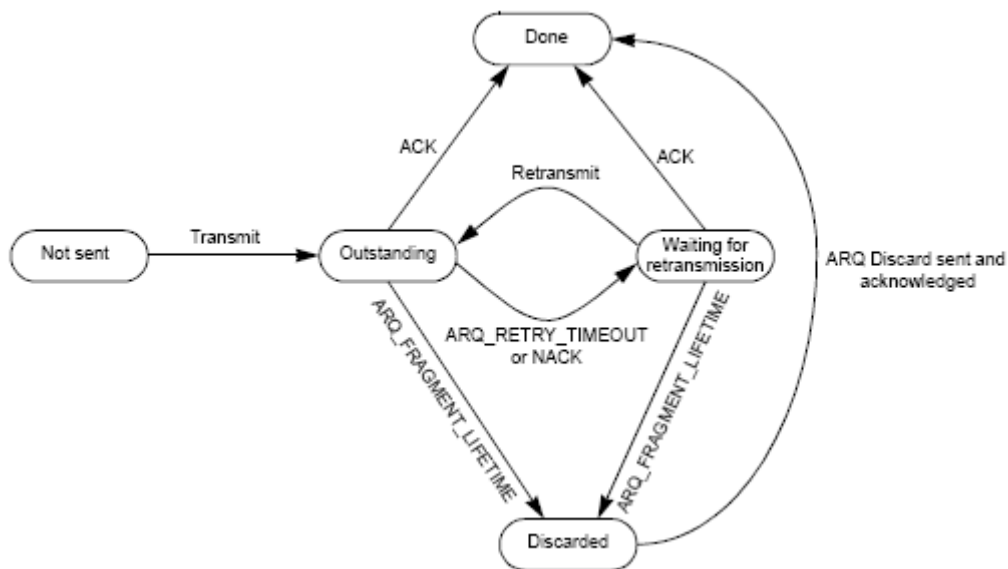 Done
ACK
ACK
Retransmit
Not sent
Transmit
Outstanding
Waiting for
retransmission
ARQ Discard sent and
acknowledged
ARQ_RETRY_TIMEOUT
or NACK
ARQ_FRAGMENT_LIFETIME
ARQ_FRAGMENT_LIFETIME
Discarded